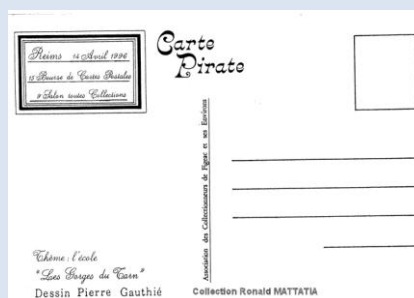 Reims 14 Avril 1996
15 Bourse de Cartes Postales
9 Salon toutes Collections
Carte
Pirate
Association des Collectionneurs de Figeac et ses Environs
Thème : l'école
"Les Gorges du Tarn"
Dessin Pierre Gauthié
Collection Ronald MATTATIA